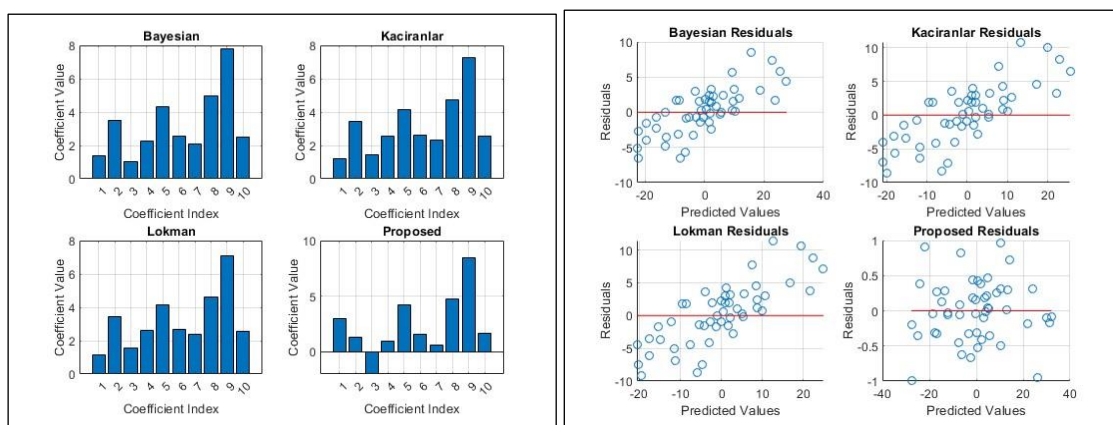 Bayesian
Coefficient Value
8
6
4
2
0
1 2 3 4 5 6 7 8 9 10
Coefficient Index
Kaciranlar
Coefficient Value
8
6
4
2
0
1 2 3 4 5 6 7 8 9 10
Coefficient Index
Lokman
Coefficient Value
8
6
4
2
0
1 2 3 4 5 6 7 8 9 10
Coefficient Index
Proposed
Coefficient Value
10
5
0
1 2 3 4 5 6 7 8 9 10
Coefficient Index
Bayesian Residuals
Residuals
10
5
0
-5
-10
-20 0 20 40
Predicted Values
Kaciranlar Residuals
Residuals
10
5
0
-5
-10
-20 -10 0 10 20
Predicted Values
Lokman Residuals
Residuals
10
5
0
-5
-10
-20 -10 0 10 20
Predicted Values
Proposed Residuals
Residuals
1
0.5
0
-0.5
-1
-40 -20 0 20 40
Predicted Values